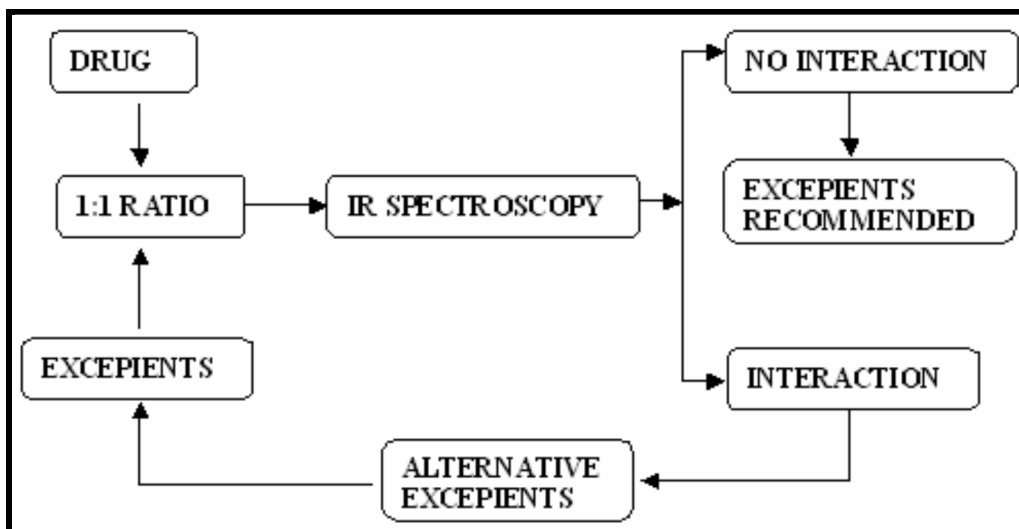 DRUG
NO INTERACTION
1:1 RATIO
IR SPECTROSCOPY
EXCEPIENTS
RECOMMENDED
EXCEPIENTS
INTERACTION
ALTERNATIVE
EXCEPIENTS